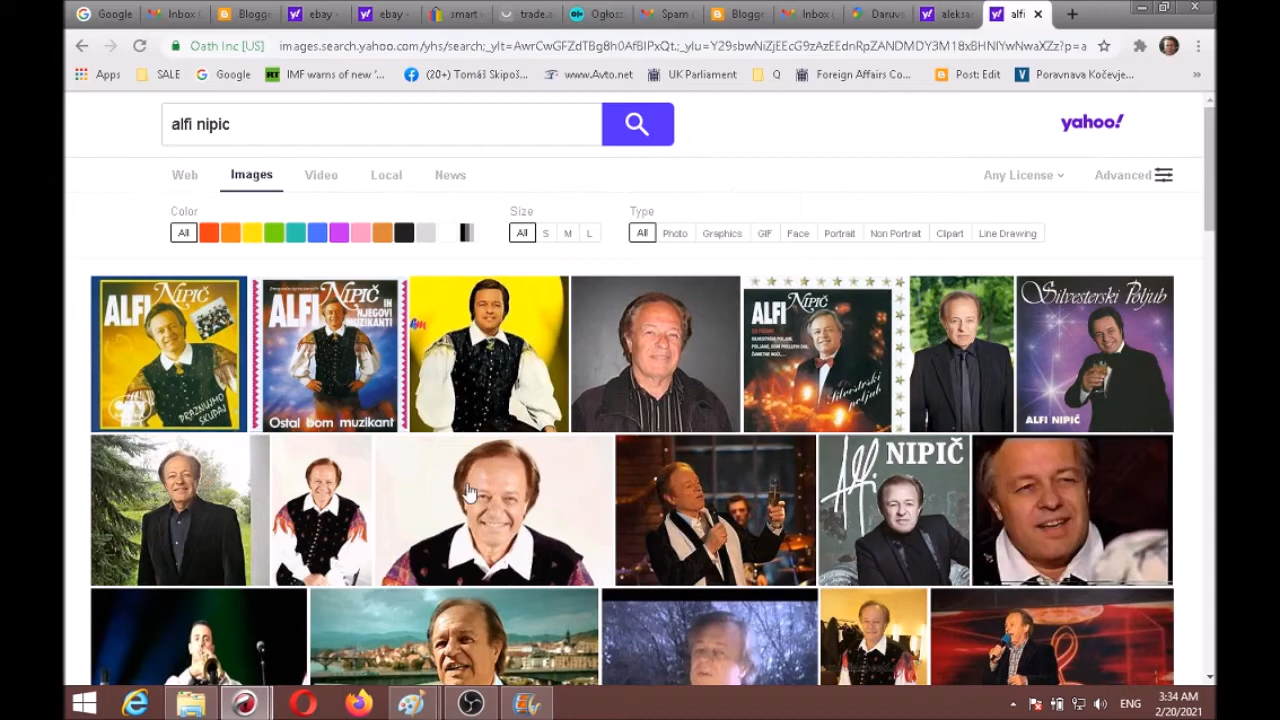 Google Inbox ( Blogge ebay - ebay - smart trade.a Ogłosz Spam ( Blogge Inbox ( Daruv aleksa alfi
Oath Inc [US] images.search.yahoo.com/yhs/search;_ylt=AwrCwGFZdTBg8h0AfBIPxQt.;_ylu=Y29sbwNiZjEEcG9zAzEEdnRpZANDMDY3M18xBHNlYwNwaXZz?p=a
Apps SALE Google IMF warns of new '... (20+) Tomáš Skipoš... www.Avto.net UK Parliament Q Foreign Affairs Co... Post: Edit Poravnava Kočevje... »
alfi nipic
yahoo!
Web Images Video Local News Any License Advanced
Color Size Type
All All S M L All Photo Graphics GIF Face Portrait Non Portrait Clipart Line Drawing
ALFI NIPIČ
PRAZNUJMO SKUPAJ
ALFI NIPIČ
IN NJEGOVI
MUZIKANTI
Ostal bom muzikant
ALFI NIPIČ
Silvesterski
poljub
Silvesterski Poljub
ALFI NIPIČ
Alfi NIPIČ
ENG
3:34 AM
2/20/2021